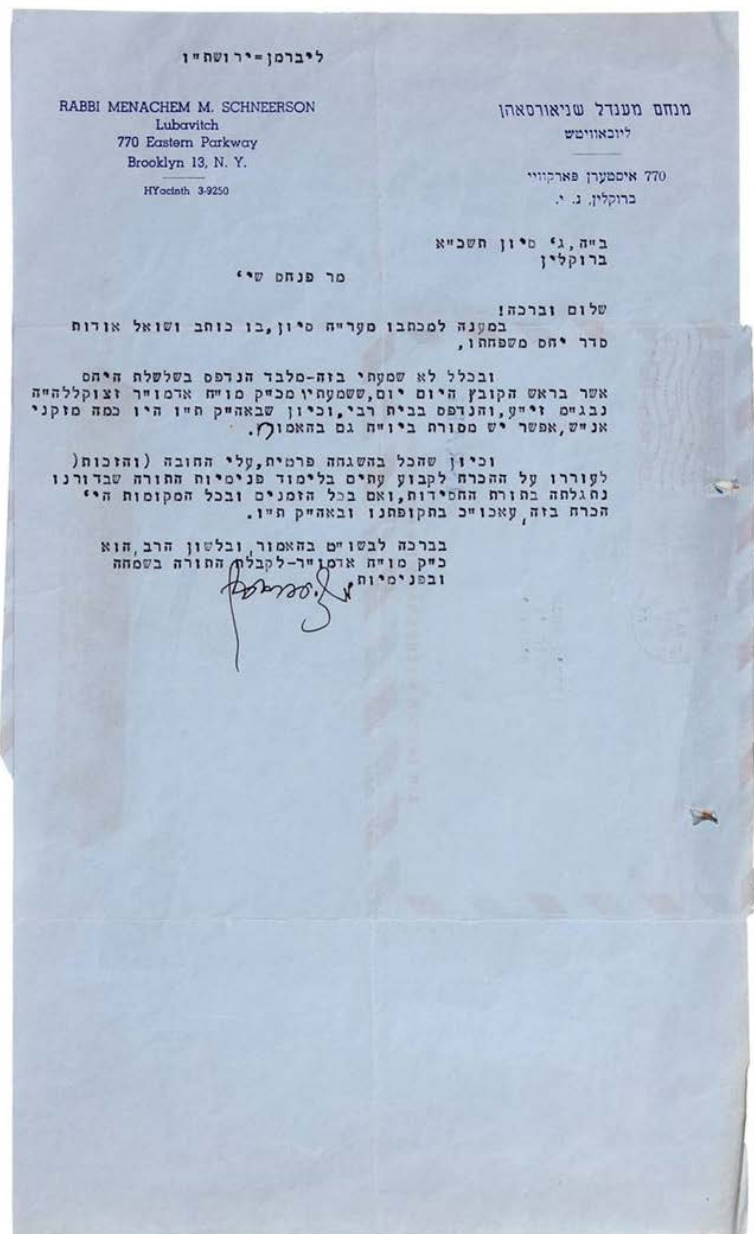 ליברמן=ירושת"ו
RABBI MENACHEM M. SCHNEERSON
Lubavitch
770 Eastern Parkway
Brooklyn 13, N. Y.
HYacinth 3-9250
מנחם מענדל שניאורסאהן
ליובאוויטש
770 איסטערן פארקוויי
ברוקלין, נ. י.
ב"ה, ג' סיון תשכ"א
ברוקלין
מר פנחס שי'
שלום וברכה!
במענה למכתבו מער"ח סיון, בו כותב ושואל אודות
סדר יחס משפחתו,
ובכלל לא שמעתי בזה-מלבד הנדפס בשלשלת היחס
אשר בראש הקובץ היום יום, ששמעתי מכ"ק מו"ח אדמו"ר זצוקללה"ה
נבג"מ זי"ע, והנדפס בבית רבי, וכיון שבאה"ק ת"ו היו כמה מזקני
אנ"ש, אפשר יש מסורת ביו"ח גם בהאמור.
וכיון שהכל בהשגחה פרטית, עלי החובה (והזכות(
לעוררו על ההכרח לקבוע עתים בלימוד פנימיות התורה שבדורנו
נתגלתה בתורת החסידות, ואם בכל הזמנים ובכל המקומות הי'
הכרח בזה, עאכו"כ בתקופתנו ובאה"ק ת"ו.
בברכה לבשו"ט בהאמור, ובלשון הרב, הוא
כ"ק מו"ח אדמו"ר-לקבלת התורה בשמחה
ובפנימיות